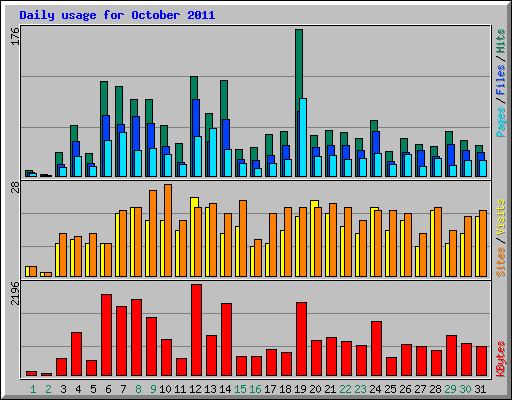 Daily usage for October 2011
176
Pages / Files / Hits
28
Sites / Visits
2196
KBytes
1 2 3 4 5 6 7 8 9 10 11 12 13 14 15 16 17 18 19 20 21 22 23 24 25 26 27 28 29 30 31